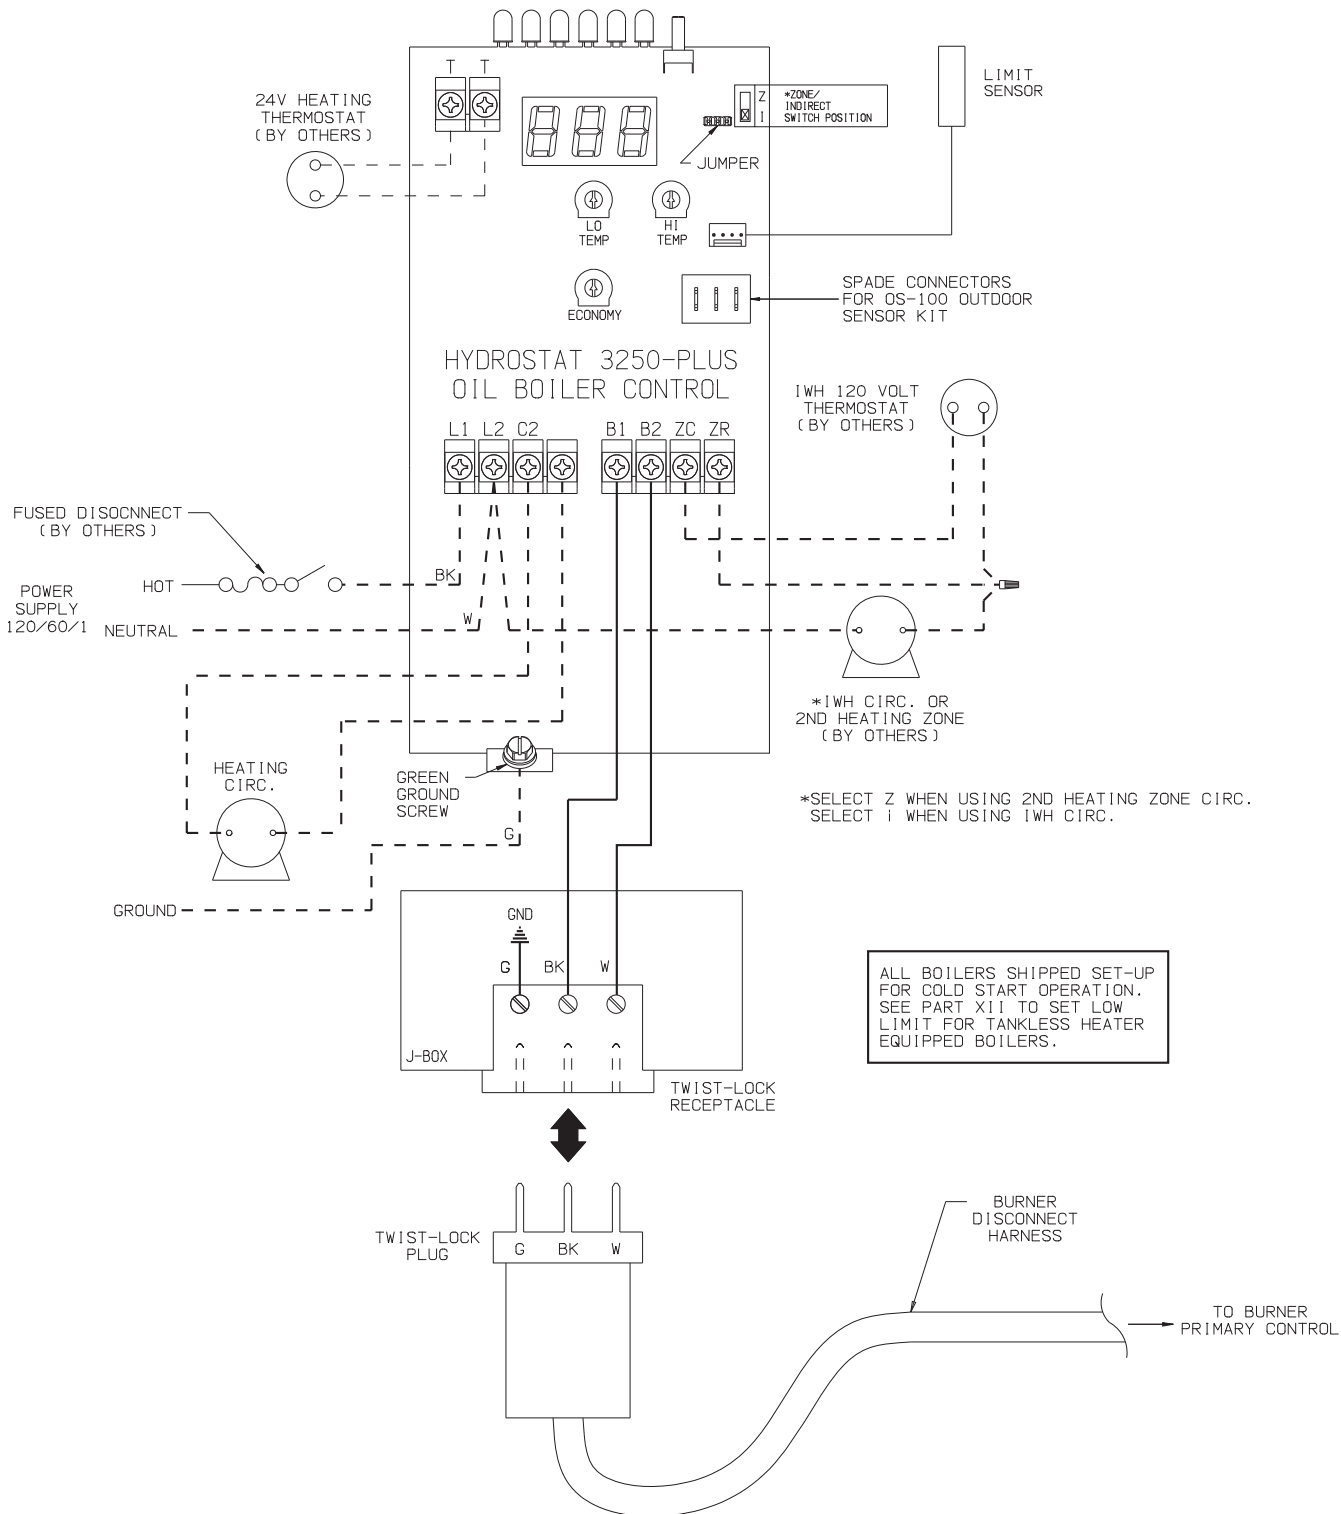 T T
24V HEATING
THERMOSTAT
(BY OTHERS)
Z
I
*ZONE/
INDIRECT
SWITCH POSITION
LIMIT
SENSOR
JUMPER
LO
TEMP
HI
TEMP
ECONOMY
SPADE CONNECTORS
FOR OS-100 OUTDOOR
SENSOR KIT
HYDROSTAT 3250-PLUS
OIL BOILER CONTROL
IWH 120 VOLT
THERMOSTAT
(BY OTHERS)
L1 L2 C2
B1 B2 ZC ZR
FUSED DISOCNNECT
(BY OTHERS)
POWER
SUPPLY
120/60/1
HOT
BK
NEUTRAL
W
*IWH CIRC. OR
2ND HEATING ZONE
(BY OTHERS)
HEATING
CIRC.
GREEN
GROUND
SCREW
G
GROUND
*SELECT Z WHEN USING 2ND HEATING ZONE CIRC.
SELECT i WHEN USING IWH CIRC.
GND
G BK W
J-BOX
TWIST-LOCK
RECEPTACLE
ALL BOILERS SHIPPED SET-UP
FOR COLD START OPERATION.
SEE PART XII TO SET LOW
LIMIT FOR TANKLESS HEATER
EQUIPPED BOILERS.
TWIST-LOCK
PLUG
G BK W
BURNER
DISCONNECT
HARNESS
TO BURNER
PRIMARY CONTROL